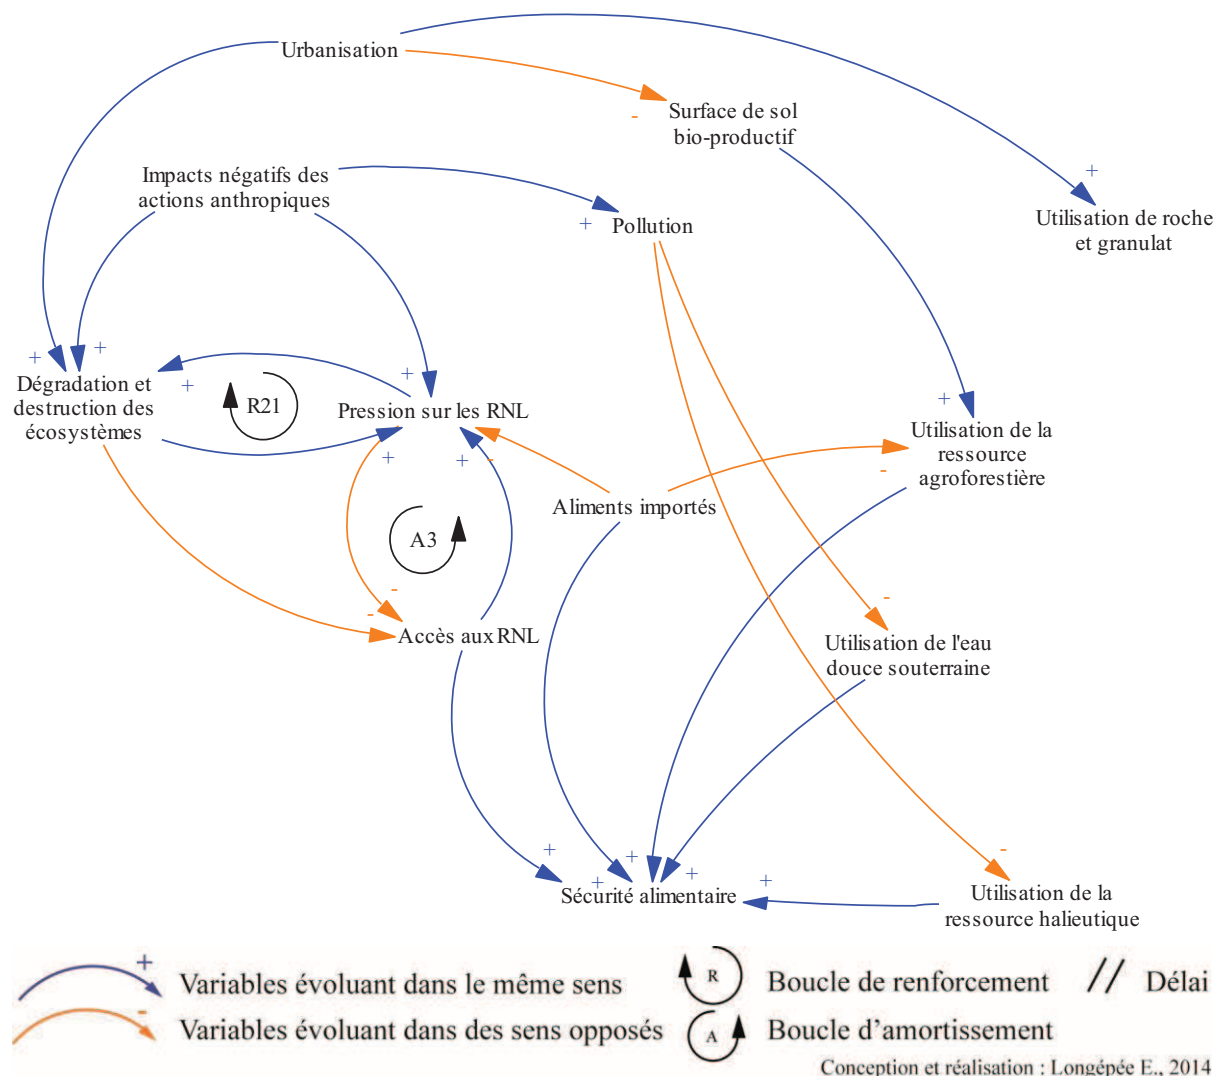 Urbanisation
-
Surface de sol
bio-productif
+
Impacts négatifs des
actions anthropiques
Utilisation de roche
et granulat
+
Pollution
+
+
+
+
+
Dégradation et
destruction des
écosystèmes
R21
Pression sur les RNL
+
Utilisation de la
ressource
agroforestière
+
+
-
-
Aliments importés
A3
-
-
Accès aux RNL
-
Utilisation de l'eau
douce souterraine
+
+
+
+
+
-
Sécurité alimentaire
Utilisation de la
ressource halieutique
+
Variables évoluant dans le même sens
R
Boucle de renforcement
// Délai
-
Variables évoluant dans des sens opposés
A
Boucle d’amortissement
Conception et réalisation : Longépée E., 2014